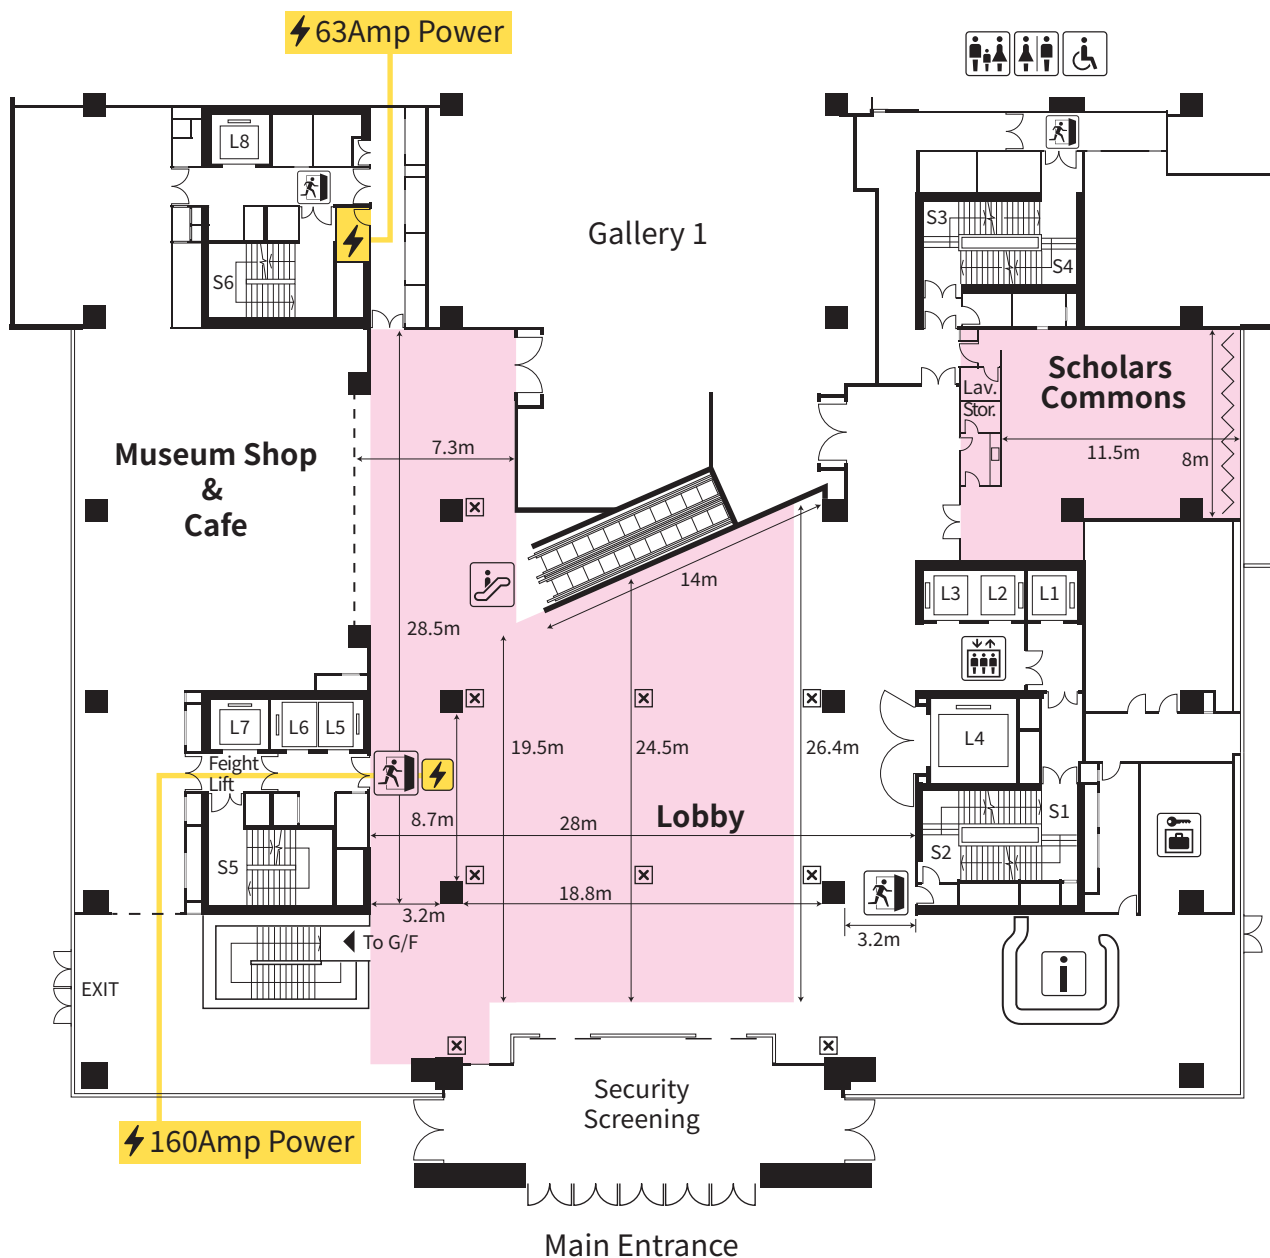 63Amp Power
L8
S3
Gallery 1
S4
S6
Scholars
Commons
Lav.
Stor.
7.3m
Museum Shop
&
Cafe
11.5m
8m
14m
L3
L2
L1
28.5m
L7
L6
L5
19.5m
24.5m
26.4m
L4
Feight
Lift
8.7m
28m
Lobby
S1
S2
S5
18.8m
3.2m
3.2m
To G/F
EXIT
Security
Screening
160Amp Power
Main Entrance